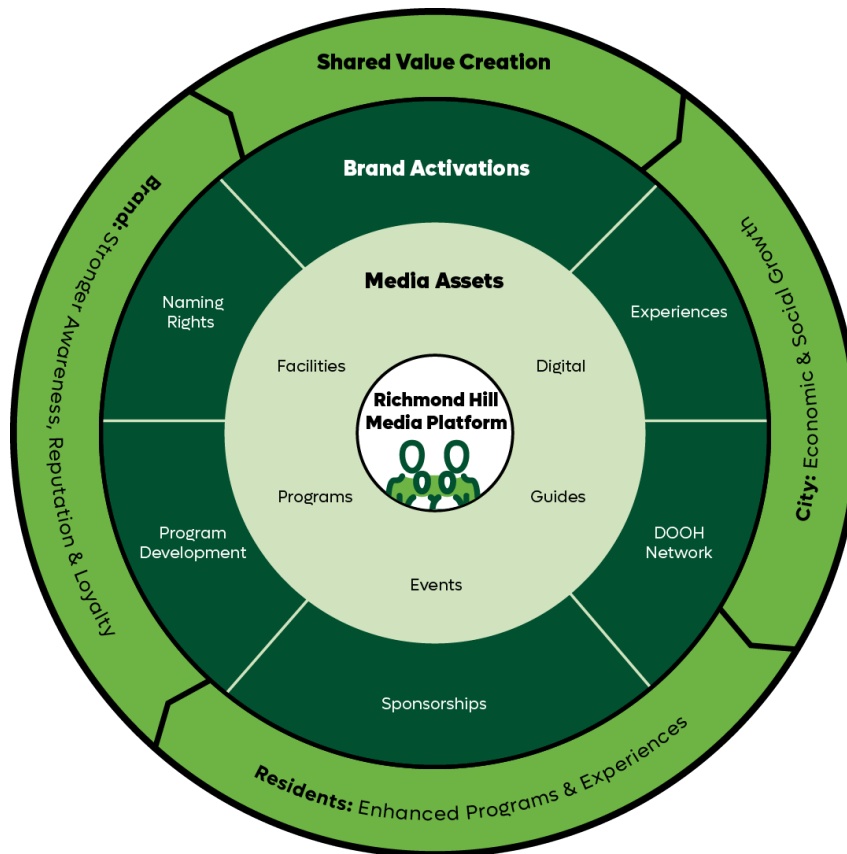 Shared Value Creation
Brand Activations
Media Assets
Richmond Hill
Media Platform
Facilities
Digital
Programs
Guides
Events
Naming
Rights
Experiences
Program
Development
DOOH
Network
Sponsorships
Brand: Stronger Awareness, Reputation & Loyalty
City: Economic & Social Growth
Residents: Enhanced Programs & Experiences